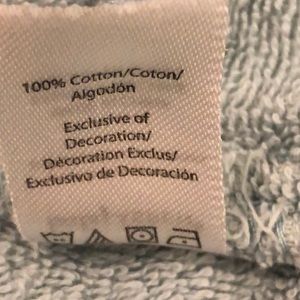 100% Cotton/Coton/
Algodón
Exclusive of
Decoration/
Décoration Exclus/
Exclusivo de Decoración